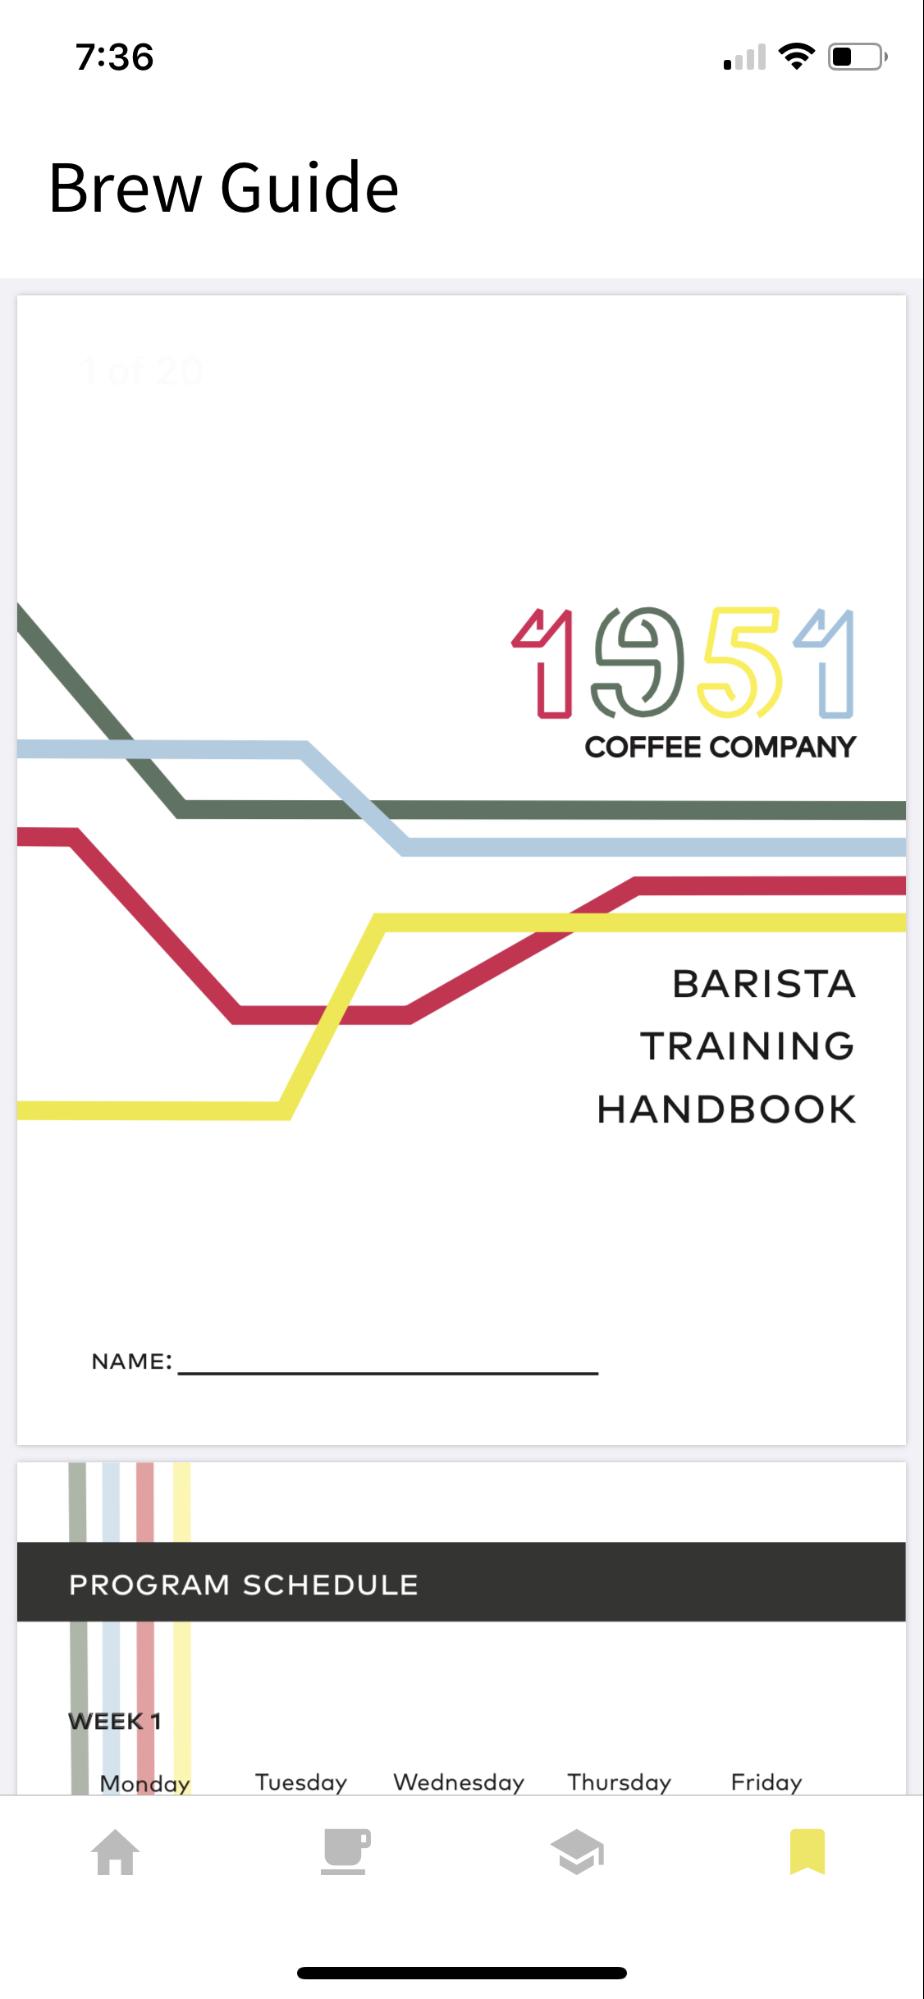 7:36
Brew Guide
1 of 20
1951
COFFEE COMPANY
BARISTA
TRAINING
HANDBOOK
NAME:
PROGRAM SCHEDULE
WEEK 1
Monday Tuesday Wednesday Thursday Friday